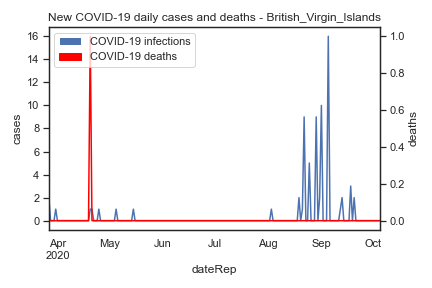 New COVID-19 daily cases and deaths - British_Virgin_Islands
COVID-19 infections
COVID-19 deaths
cases
16
14
12
10
8
6
4
2
0
deaths
1.0
0.8
0.6
0.4
0.2
0.0
Apr May Jun Jul Aug Sep Oct
2020
dateRep